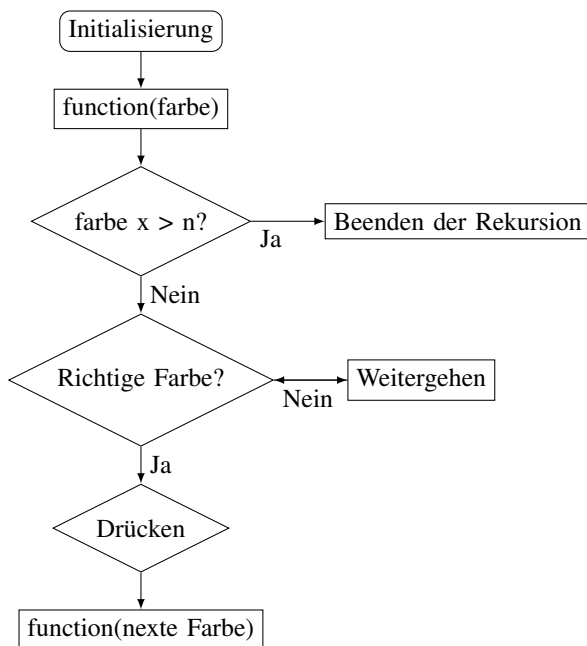 Initialisierung
function(farbe)
farbe x > n?
Ja
Beenden der Rekursion
Nein
Richtige Farbe?
Nein
Weitergehen
Ja
Drücken
function(nexte Farbe)